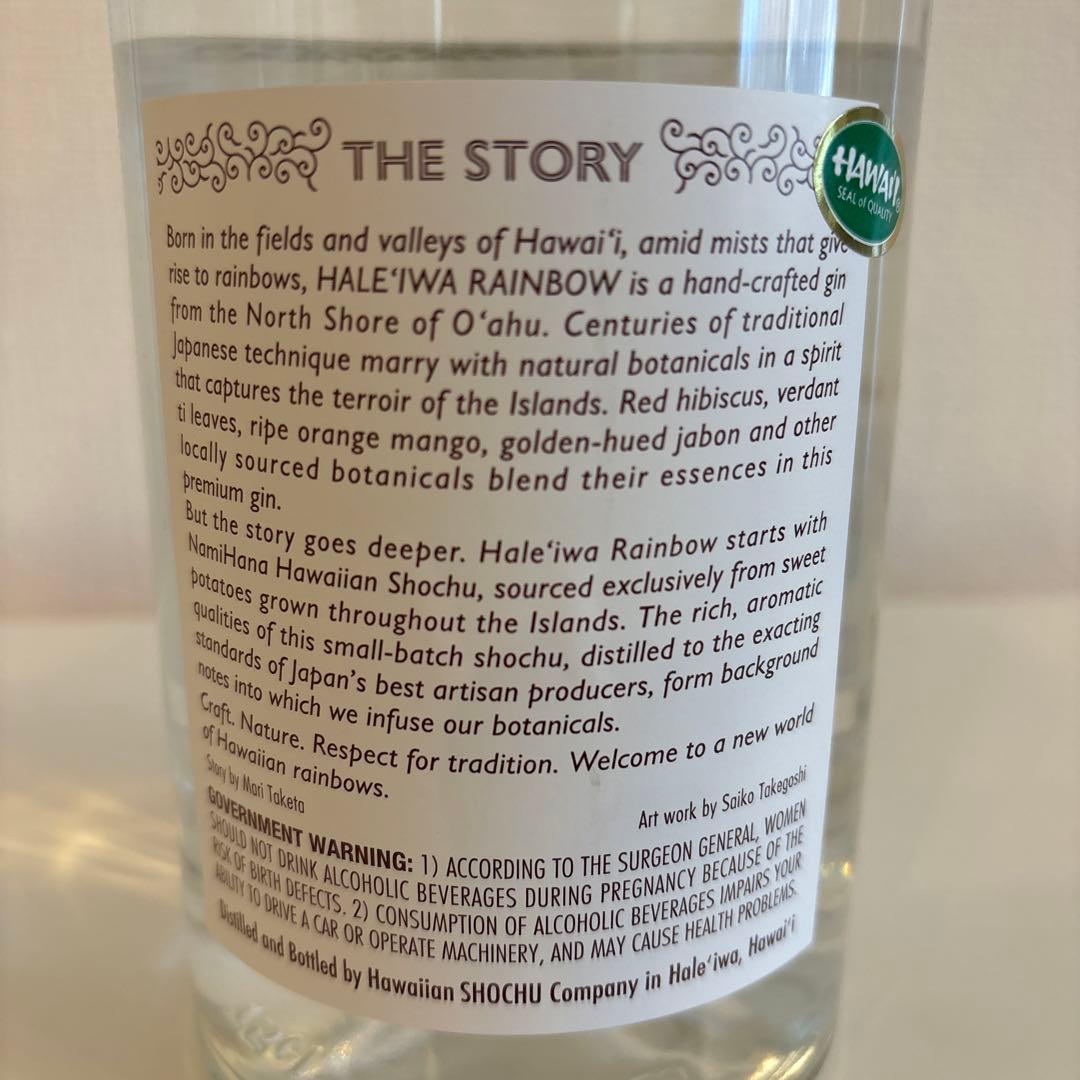 THE STORY
HAWAI'I®
SEAL of QUALITY
Born in the fields and valleys of Hawaiʻi, amid mists that give
rise to rainbows, HALEʻIWA RAINBOW is a hand-crafted gin
from the North Shore of Oʻahu. Centuries of traditional
Japanese technique marry with natural botanicals in a spirit
that captures the terroir of the Islands. Red hibiscus, verdant
ti leaves, ripe orange mango, golden-hued jabon and other
locally sourced botanicals blend their essences in this
premium gin.
But the story goes deeper. Haleʻiwa Rainbow starts with
NamiHana Hawaiian Shochu, sourced exclusively from sweet
potatoes grown throughout the Islands. The rich, aromatic
qualities of this small-batch shochu, distilled to the exacting
standards of Japan's best artisan producers, form background
notes into which we infuse our botanicals.
Craft. Nature. Respect for tradition. Welcome to a new world
of Hawaiian rainbows.
Story by Mari Taketa
Art work by Saiko Takegoshi
GOVERNMENT WARNING: 1) ACCORDING TO THE SURGEON GENERAL, WOMEN
SHOULD NOT DRINK ALCOHOLIC BEVERAGES DURING PREGNANCY BECAUSE OF THE
RISK OF BIRTH DEFECTS. 2) CONSUMPTION OF ALCOHOLIC BEVERAGES IMPAIRS YOUR
ABILITY TO DRIVE A CAR OR OPERATE MACHINERY, AND MAY CAUSE HEALTH PROBLEMS.
Distilled and Bottled by Hawaiian SHOCHU Company in Haleʻiwa, Hawaiʻi